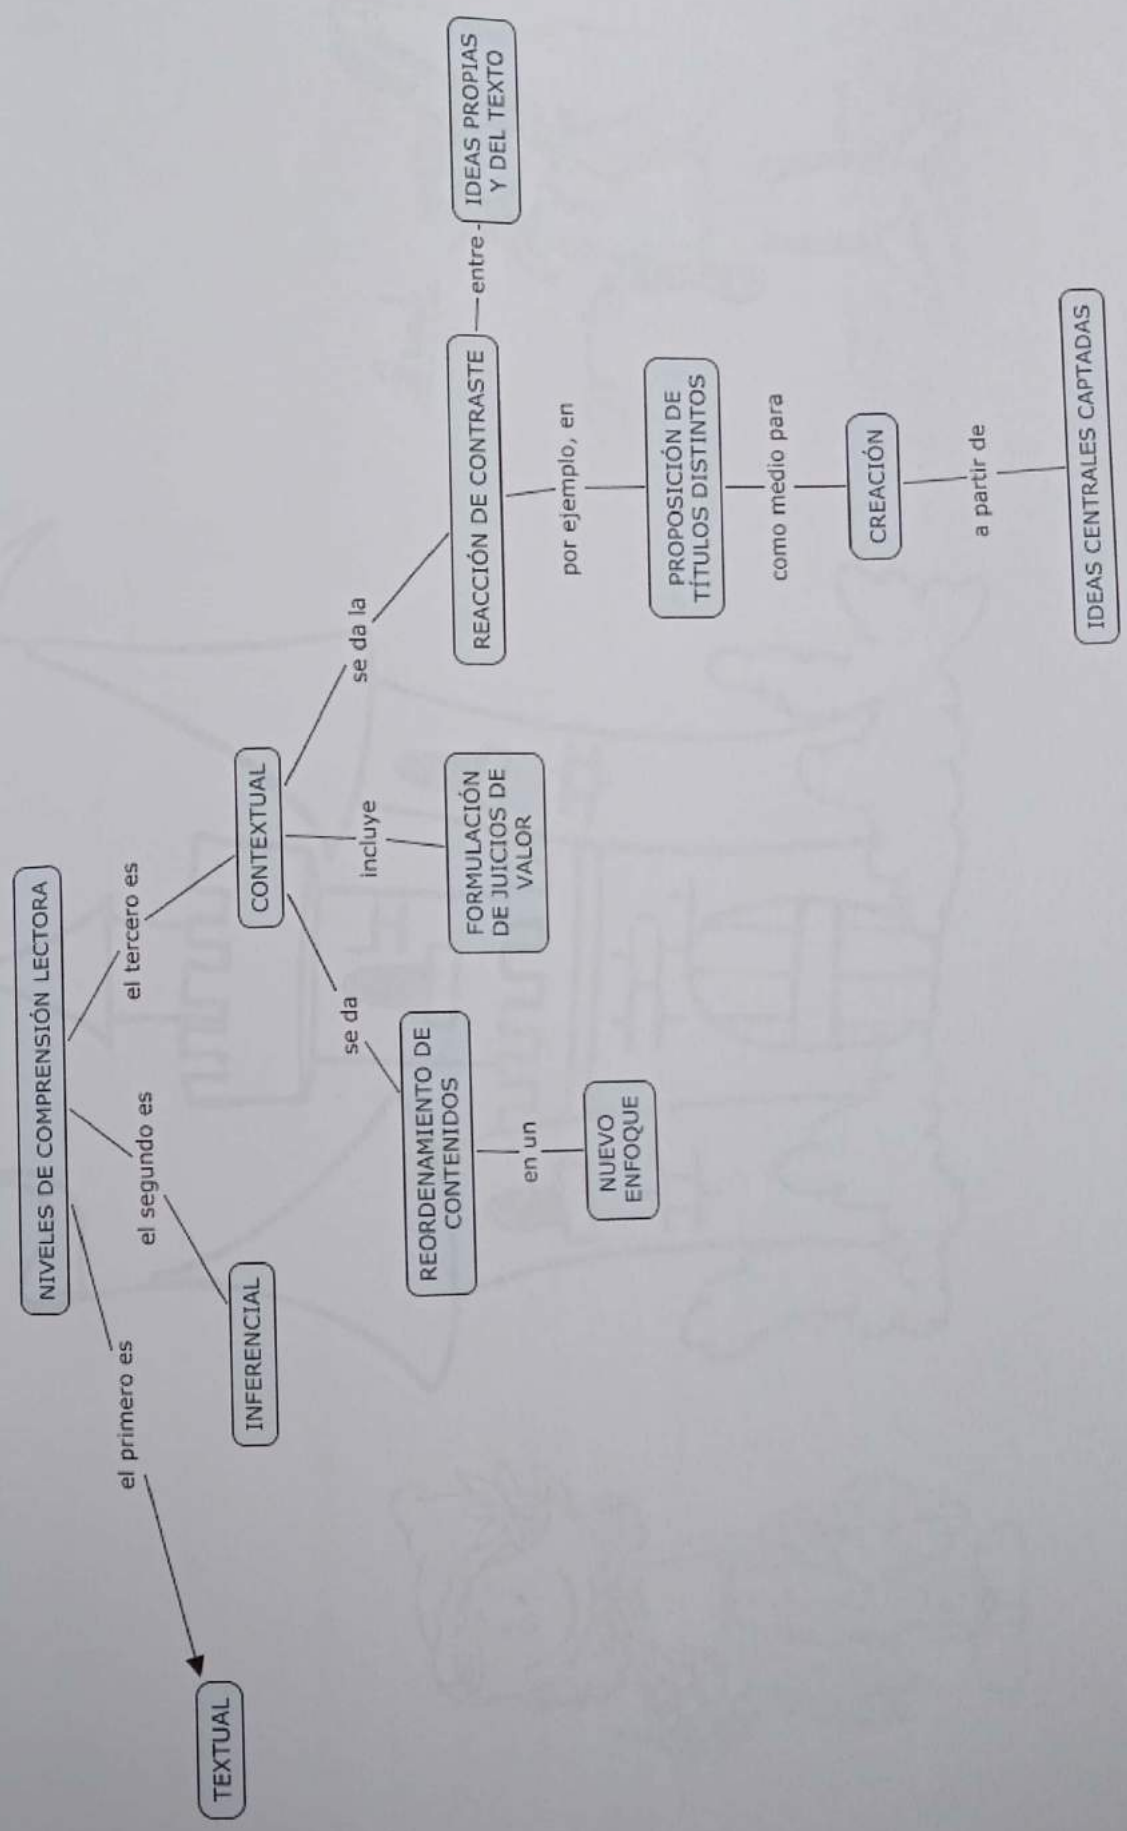 NIVELES DE COMPRENSIÓN LECTORA
el primero es
el segundo es
el tercero es
TEXTUAL
INFERENCIAL
CONTEXTUAL
se da
incluye
se da la
REORDENAMIENTO DE
CONTENIDOS
en un
NUEVO
ENFOQUE
FORMULACIÓN
DE JUICIOS DE
VALOR
REACCIÓN DE CONTRASTE
entre
IDEAS PROPIAS
Y DEL TEXTO
por ejemplo, en
PROPOSICIÓN DE
TÍTULOS DISTINTOS
como medio para
CREACIÓN
a partir de
IDEAS CENTRALES CAPTADAS